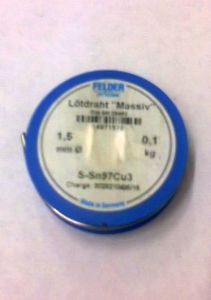 FELDER
Lötdraht "Massiv"
1,5
mm Ø
0,1
kg
S-Sn97Cu3
Made in Germany